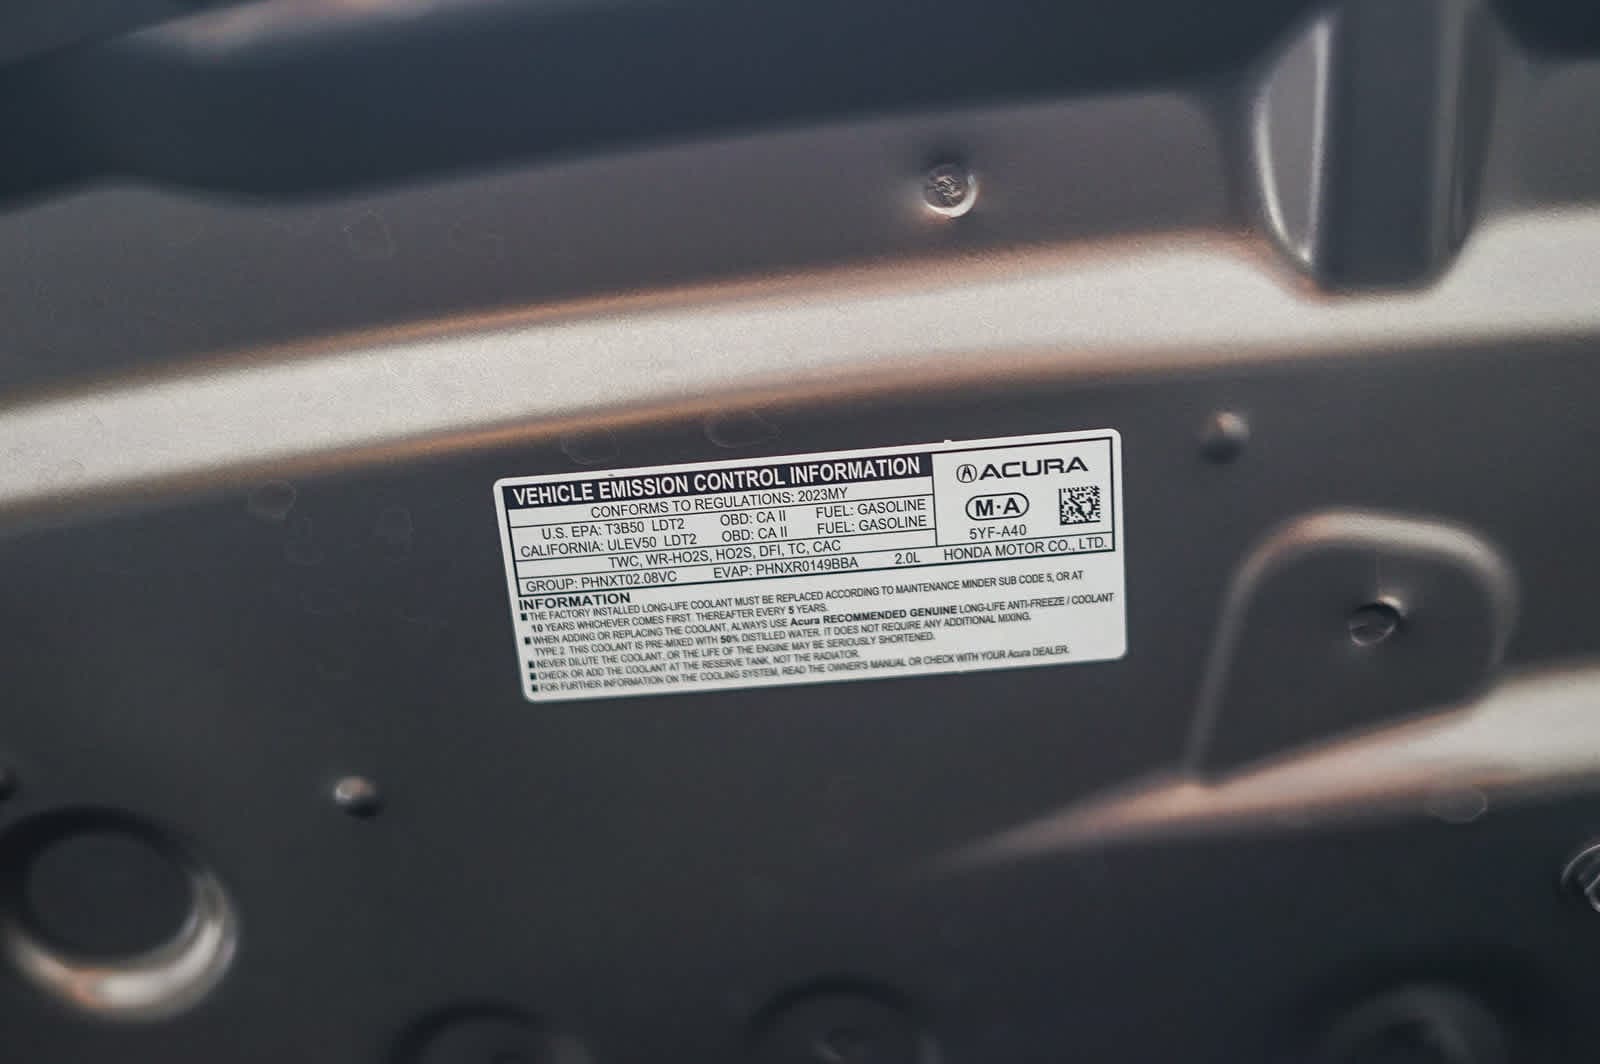 VEHICLE EMISSION CONTROL INFORMATION
CONFORMS TO REGULATIONS: 2023MY
U.S. EPA: T3B50 LDT2 OBD: CA II FUEL: GASOLINE
CALIFORNIA: ULEV50 LDT2 OBD: CA II FUEL: GASOLINE
TWC, WR-HO2S, HO2S, DFI, TC, CAC
GROUP: PHNXT02.08VC EVAP: PHNXR0149BBA 2.0L
ACURA
M·A
5YF-A40
HONDA MOTOR CO., LTD.
INFORMATION
■ THE FACTORY INSTALLED LONG-LIFE COOLANT MUST BE REPLACED ACCORDING TO MAINTENANCE MINDER SUB CODE 5, OR AT
10 YEARS WHICHEVER COMES FIRST. THEREAFTER EVERY 5 YEARS.
■ WHEN ADDING OR REPLACING THE COOLANT, ALWAYS USE Acura RECOMMENDED GENUINE LONG-LIFE ANTI-FREEZE / COOLANT
TYPE 2. THIS COOLANT IS PRE-MIXED WITH 50% DISTILLED WATER. IT DOES NOT REQUIRE ANY ADDITIONAL MIXING.
■ NEVER DILUTE THE COOLANT, OR THE LIFE OF THE ENGINE MAY BE SERIOUSLY SHORTENED.
■ CHECK OR ADD THE COOLANT AT THE RESERVE TANK, NOT THE RADIATOR.
■ FOR FURTHER INFORMATION ON THE COOLING SYSTEM, READ THE OWNER'S MANUAL OR CHECK WITH YOUR Acura DEALER.